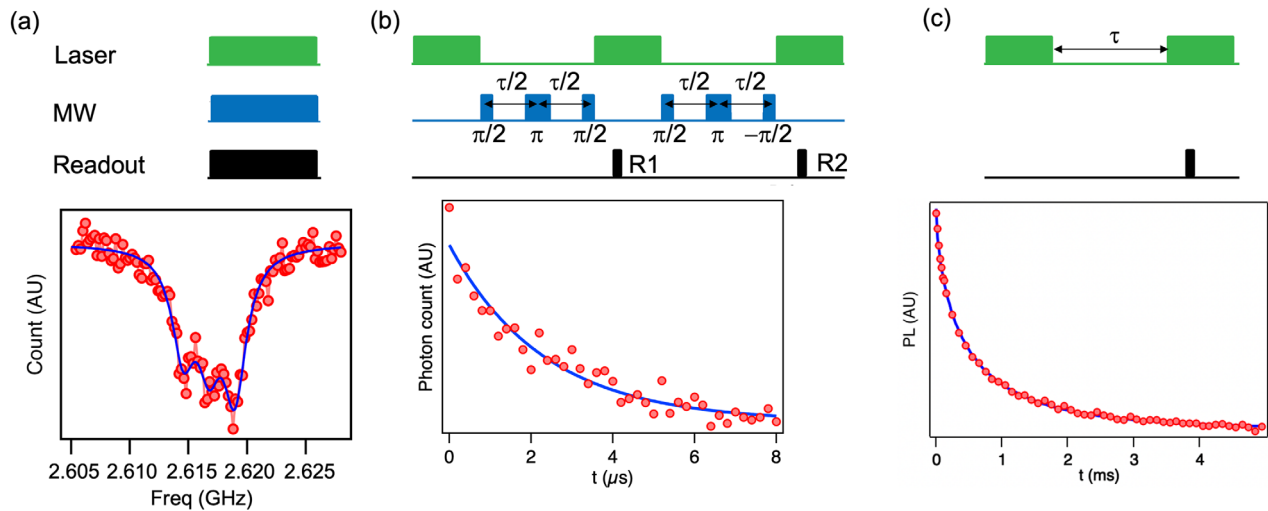 (a)
Laser
MW
Readout
Count (AU)
2.605 2.610 2.615 2.620 2.625
Freq (GHz)
(b)
τ/2 τ/2 τ/2 τ/2
π/2 π π/2 π/2 π −π/2
R1 R2
Photon count (AU)
0 2 4 6 8
t (µs)
(c)
τ
PL (AU)
0 1 2 3 4
t (ms)